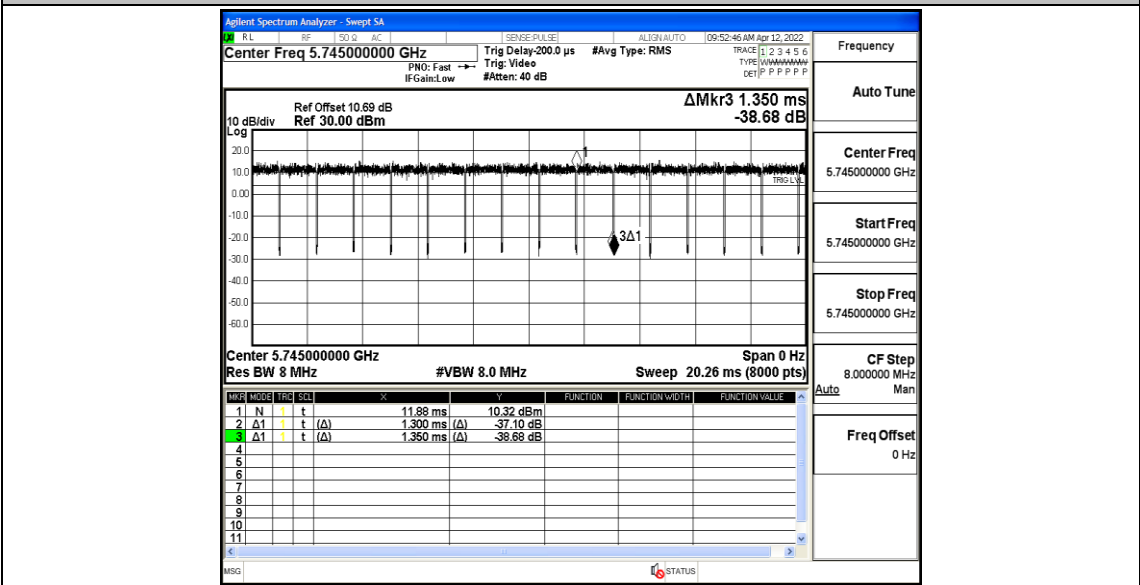 Agilent Spectrum Analyzer - Swept SA
RL RF 50 Ω AC SENSE:PULSE ALIGNAUTO 09:52:46 AM Apr 12, 2022
Center Freq 5.745000000 GHz
PNO: Fast
IFGain:Low
Trig Delay-200.0 µs
Trig: Video
#Atten: 40 dB
#Avg Type: RMS
TRACE 1 2 3 4 5 6
TYPE
DET P P P P P P
ΔMkr3 1.350 ms
-38.68 dB
Ref Offset 10.69 dB
10 dB/div Ref 30.00 dBm
Log
20.0
10.0
0.00
-10.0
-20.0
-30.0
-40.0
-50.0
-60.0
1
TRIG LVL
3Δ1
Center 5.745000000 GHz Span 0 Hz
Res BW 8 MHz #VBW 8.0 MHz Sweep 20.26 ms (8000 pts)
MKR MODE TRC SCL X Y FUNCTION FUNCTION WIDTH FUNCTION VALUE
1 N 1 t 11.88 ms 10.32 dBm
2 Δ1 1 t (Δ) 1.300 ms (Δ) -37.10 dB
3 Δ1 1 t (Δ) 1.350 ms (Δ) -38.68 dB
4
5
6
7
8
9
10
11
MSG STATUS
Frequency
Auto Tune
Center Freq
5.745000000 GHz
Start Freq
5.745000000 GHz
Stop Freq
5.745000000 GHz
CF Step
8.000000 MHz
Auto Man
Freq Offset
0 Hz